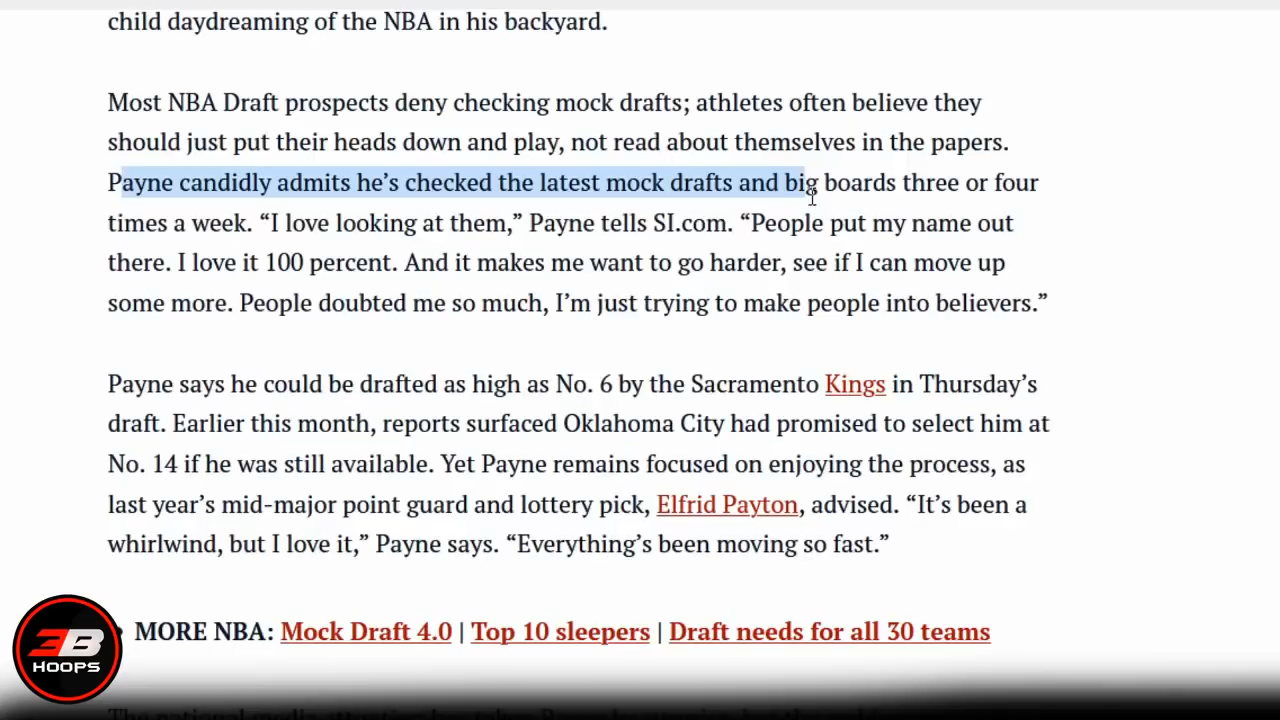 child daydreaming of the NBA in his backyard.
Most NBA Draft prospects deny checking mock drafts; athletes often believe they
should just put their heads down and play, not read about themselves in the papers.
Payne candidly admits he’s checked the latest mock drafts and big boards three or four
times a week. “I love looking at them,” Payne tells SI.com. “People put my name out
there. I love it 100 percent. And it makes me want to go harder, see if I can move up
some more. People doubted me so much, I’m just trying to make people into believers.”
Payne says he could be drafted as high as No. 6 by the Sacramento Kings in Thursday’s
draft. Earlier this month, reports surfaced Oklahoma City had promised to select him at
No. 14 if he was still available. Yet Payne remains focused on enjoying the process, as
last year’s mid-major point guard and lottery pick, Elfrid Payton, advised. “It’s been a
whirlwind, but I love it,” Payne says. “Everything’s been moving so fast.”
MORE NBA: Mock Draft 4.0 | Top 10 sleepers | Draft needs for all 30 teams
3B
HOOPS